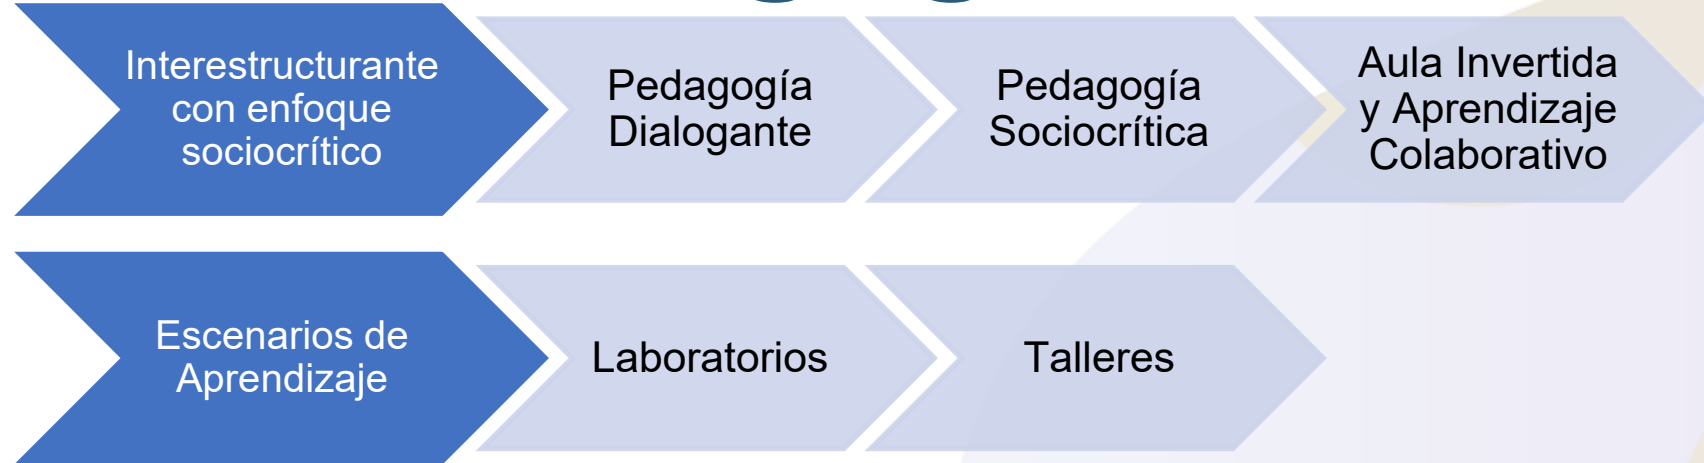 Interestructurante
con enfoque
sociocrítico
Pedagogía
Dialogante
Pedagogía
Sociocrítica
Aula Invertida
y Aprendizaje
Colaborativo
Escenarios de
Aprendizaje
Laboratorios
Talleres